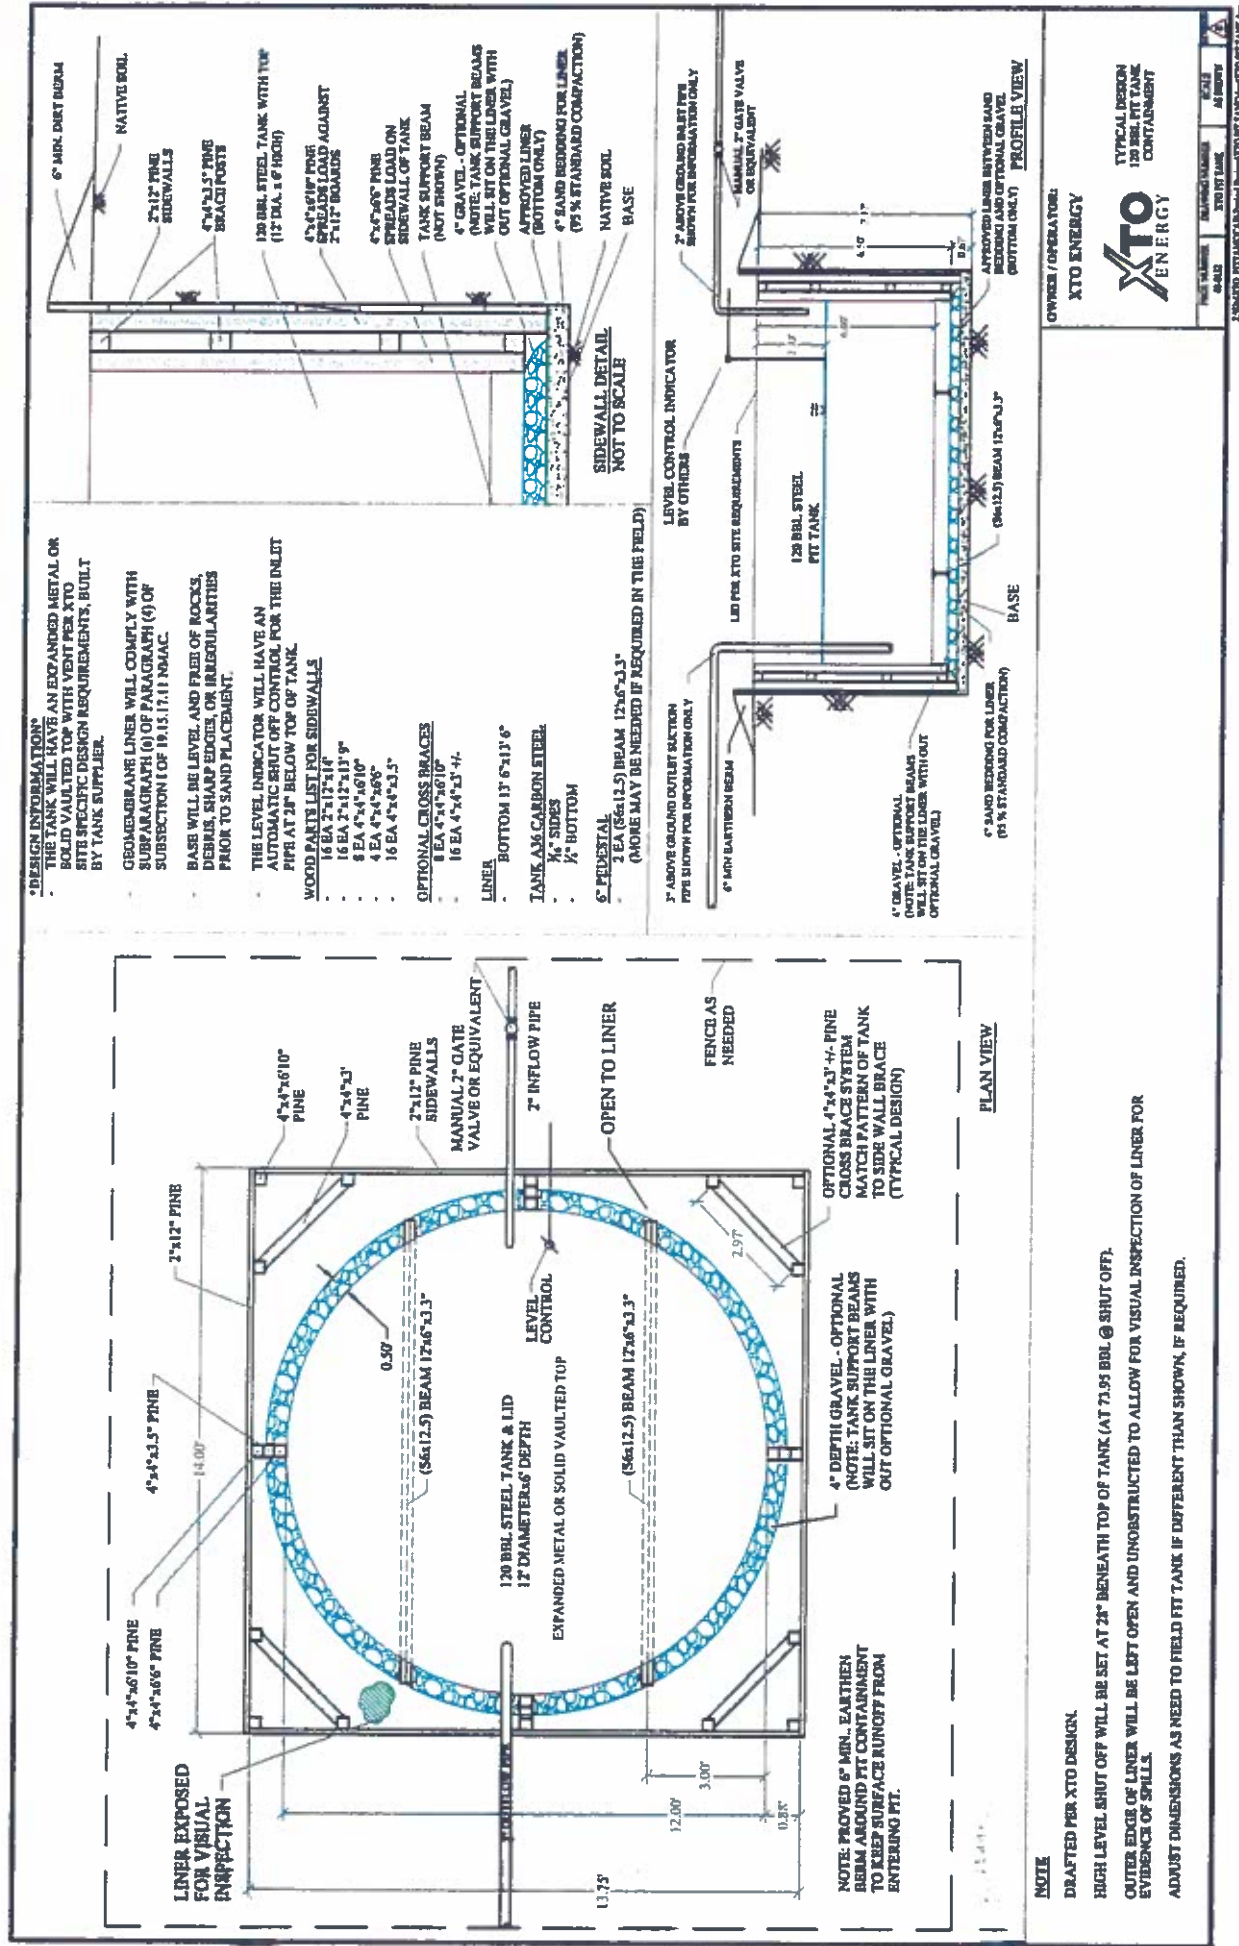 LINER EXPOSED
FOR VISUAL
INSPECTION
4"x4"x6'10" PINE
4"x4"x6'6" PINE
4"x4"x3.5" PINE
2"x12" PINE
4"x4"x6'10"
PINE
4"x4"x3'
PINE
2"x12" PINE
SIDEWALLS
MANUAL 2" GATE
VALVE OR EQUIVALENT
2" INFLOW PIPE
OPEN TO LINER
FENCE AS
NEEDED
14.00'
13.75'
12.00'
3.00'
0.88'
0.50'
2.97'
(S6x12.5) BEAM 12'x6"x3.3"
LEVEL
CONTROL
120 BBL STEEL TANK & LID
12' DIAMETERx6' DEPTH
EXPANDED METAL OR SOLID VAULTED TOP
(S6x12.5) BEAM 12'x6"x3.3"
OUTFLOW PIPE
NOTE: PROVED 6" MIN., EARTHEN
BERM AROUND PIT CONTAINMENT
TO KEEP SURFACE RUNOFF FROM
ENTERING PIT.
4" DEPTH GRAVEL - OPTIONAL
(NOTE: TANK SUPPORT BEAMS
WILL SIT ON THE LINER WITH
OUT OPTIONAL GRAVEL)
OPTIONAL 4"x4"x3' +/- PINE
CROSS BRACE SYSTEM
MATCH PATTERN OF TANK
TO SIDE WALL BRACE
(TYPICAL DESIGN)
PLAN VIEW
NOTE
DRAFTED PER XTO DESIGN.
HIGH LEVEL SHUT OFF WILL BE SET AT 28" BENEATH TOP OF TANK (AT 73.95 BBL @ SHUT OFF).
OUTER EDGE OF LINER WILL BE LEFT OPEN AND UNOBSTRUCTED TO ALLOW FOR VISUAL INSPECTION OF LINER FOR
EVIDENCE OF SPILLS.
ADJUST DIMENSIONS AS NEED TO FIELD FIT TANK IF DIFFERENT THAN SHOWN, IF REQUIRED.
*DESIGN INFORMATION*
- THE TANK WILL HAVE AN EXPANDED METAL OR
SOLID VAULTED TOP WITH VENT PER XTO
SITE SPECIFIC DESIGN REQUIREMENTS, BUILT
BY TANK SUPPLIER.
- GEOMEMBRANE LINER WILL COMPLY WITH
SUBPARAGRAPH (a) OF PARAGRAPH (4) OF
SUBSECTION I OF 19.15.17.11 NMAC.
- BASE WILL BE LEVEL AND FREE OF ROCKS,
DEBRIS, SHARP EDGES, OR IRREGULARITIES
PRIOR TO SAND PLACEMENT.
- THE LEVEL INDICATOR WILL HAVE AN
AUTOMATIC SHUT OFF CONTROL FOR THE INLET
PIPE AT 28" BELOW TOP OF TANK.
WOOD PARTS LIST FOR SIDEWALLS
- 16 EA 2"x12"x14'
- 16 EA 2"x12"x13'9"
- 8 EA 4"x4"x6'10"
- 4 EA 4"x4"x6'6"
- 16 EA 4"x4"x3.5"
OPTIONAL CROSS BRACES
- 8 EA 4"x4"x6'10"
- 16 EA 4"x4"x3' +/-
LINER
- BOTTOM 13' 6"x13' 6"
TANK A36 CARBON STEEL
SIDES
- ¼" BOTTOM
6" PEDESTAL
- 2 EA (S6x12.5) BEAM 12'x6"x3.3"
(MORE MAY BE NEEDED IF REQUIRED IN THE FIELD)
6" MIN. DIRT BERM
NATIVE SOIL
2"x12" PINE
SIDEWALLS
4"x4"x3.5" PINE
BRACE POSTS
120 BBL STEEL TANK WITH TOP
(12' DIA. x 6' HIGH)
4"x4"x6'10" PINE
SPREADS LOAD AGAINST
2"x12" BOARDS
4"x4"x6'6" PINE
SPREADS LOAD ON
SIDEWALL OF TANK
TANK SUPPORT BEAM
(NOT SHOWN)
4" GRAVEL - OPTIONAL
(NOTE: TANK SUPPORT BEAMS
WILL SIT ON THE LINER WITH
OUT OPTIONAL GRAVEL)
APPROVED LINER
(BOTTOM ONLY)
4" SAND BEDDING FOR LINER
(95 % STANDARD COMPACTION)
NATIVE SOIL
BASE
SIDEWALL DETAIL
NOT TO SCALE
3" ABOVE GROUND OUTLET SUCTION
PIPE SHOWN FOR INFORMATION ONLY
6" MIN EARTHEN BERM
LEVEL CONTROL INDICATOR
BY OTHERS
LID PER XTO SITE REQUIREMENTS
120 BBL STEEL
PIT TANK
2" ABOVE GROUND INLET PIPE
SHOWN FOR INFORMATION ONLY
MANUAL 2" GATE VALVE
OR EQUIVALENT
6.00'
4" GRAVEL - OPTIONAL
(NOTE: TANK SUPPORT BEAMS
WILL SIT ON THE LINER WITHOUT
OPTIONAL GRAVEL)
SAND BEDDING FOR LINER
(95 % STANDARD COMPACTION)
BASE
(S6x12.5) BEAM 12'x6"x3.3"
APPROVED LINER BETWEEN SAND
BEDDING AND OPTIONAL GRAVEL
(BOTTOM ONLY)
PROFILE VIEW
OWNER / OPERATOR:
XTO ENERGY
XTO
ENERGY
TYPICAL DESIGN
120 BBL PIT TANK
CONTAINMENT
DRAWING NUMBER
XTO PIT TANK
SCALE
AS SHOWN